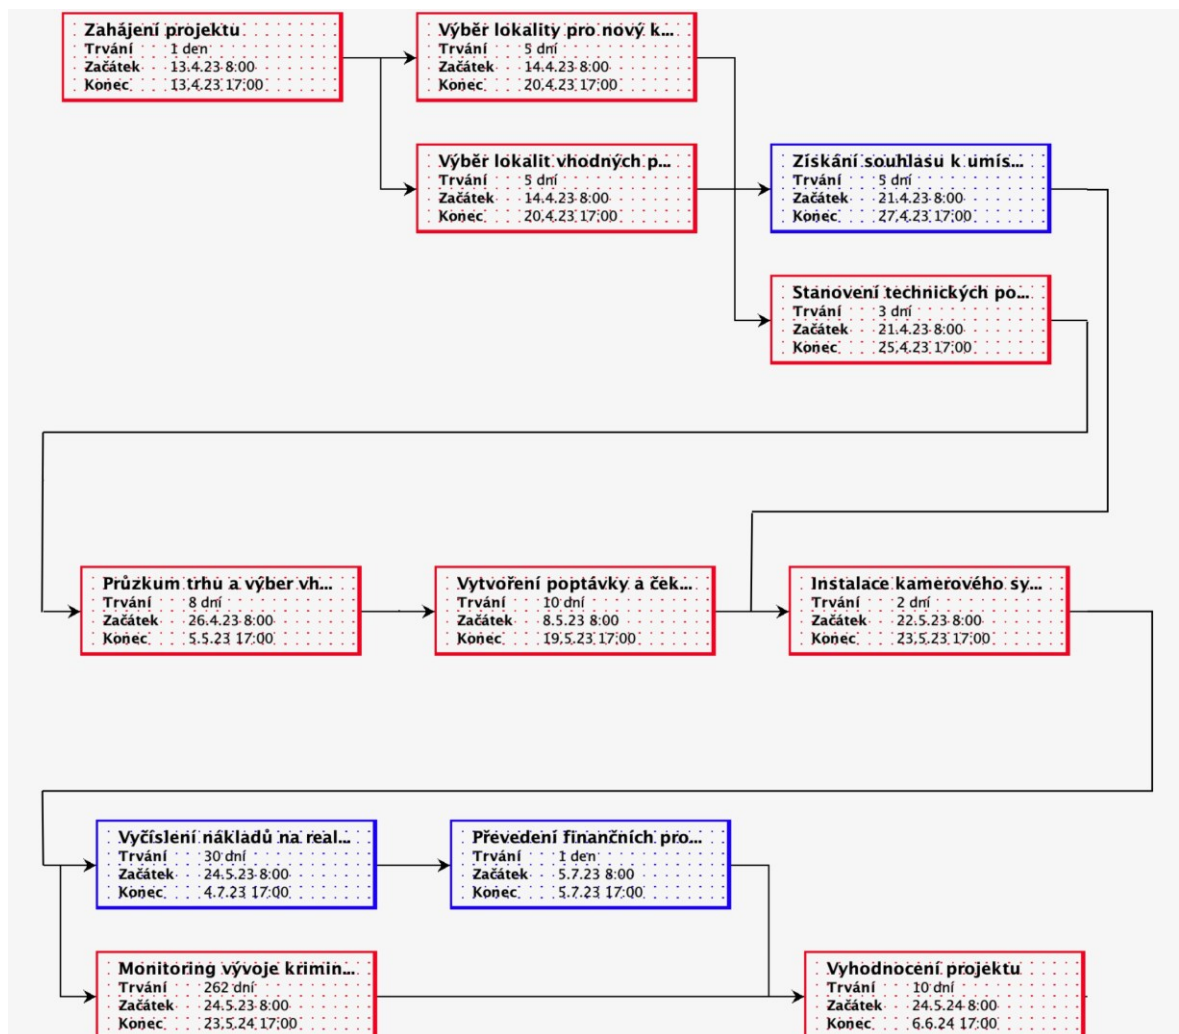 Zahájení projektu
Trvání 1 den
Začátek 13.4.23 8:00
Konec 13.4.23 17:00
Výběr lokality pro nový k...
Trvání 5 dní
Začátek 14.4.23 8:00
Konec 20.4.23 17:00
Výběr lokalit vhodných p...
Trvání 5 dní
Začátek 14.4.23 8:00
Konec 20.4.23 17:00
Získání souhlasu k umís...
Trvání 5 dní
Začátek 21.4.23 8:00
Konec 27.4.23 17:00
Stanovení technických po...
Trvání 3 dní
Začátek 21.4.23 8:00
Konec 25.4.23 17:00
Průzkum trhu a výber vh...
Trvání 8 dní
Začátek 26.4.23 8:00
Konec 5.5.23 17:00
Vytvoření poptávky a ček...
Trvání 10 dní
Začátek 8.5.23 8:00
Konec 19.5.23 17:00
Instalace kamerového sy...
Trvání 2 dní
Začátek 22.5.23 8:00
Konec 23.5.23 17:00
Vyčíslení nákladů na real...
Trvání 30 dní
Začátek 24.5.23 8:00
Konec 4.7.23 17:00
Převedení finančních pro...
Trvání 1 den
Začátek 5.7.23 8:00
Konec 5.7.23 17:00
Monitoring vývoje krimin...
Trvání 262 dní
Začátek 24.5.23 8:00
Konec 23.5.24 17:00
Vyhodnocení projektu
Trvání 10 dní
Začátek 24.5.24 8:00
Konec 6.6.24 17:00